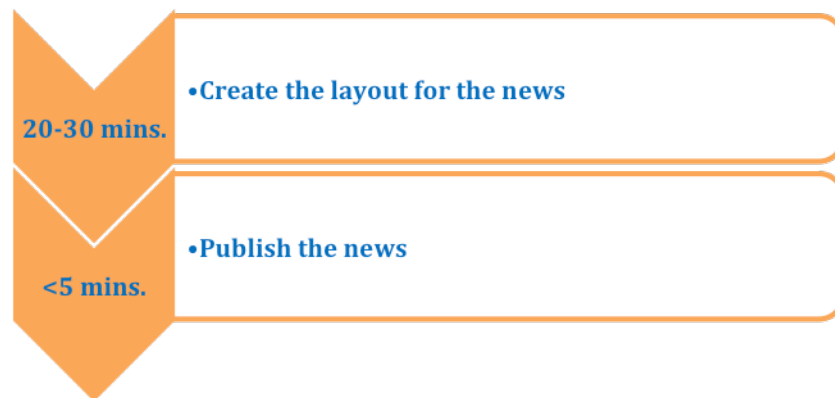 20-30 mins.
•Create the layout for the news
<5 mins.
•Publish the news